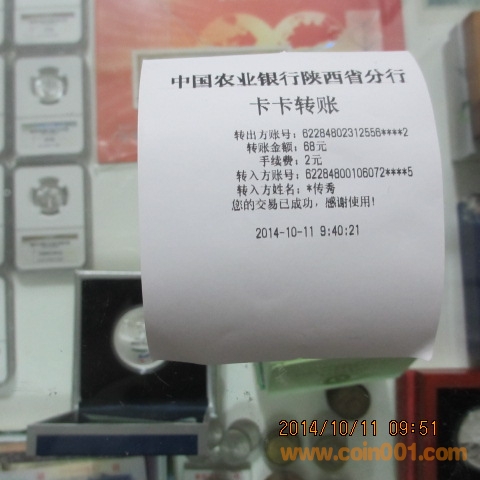 中国农业银行陕西省分行
卡卡转账
转出方账号：62284802312556****2
转账金额：68元
手续费：2元
转入方账号：62284800106072****5
转入方姓名：*传秀
您的交易已成功，感谢使用！
2014-10-11 9:40:21
2014/10/11 09:51
www.coin001.com